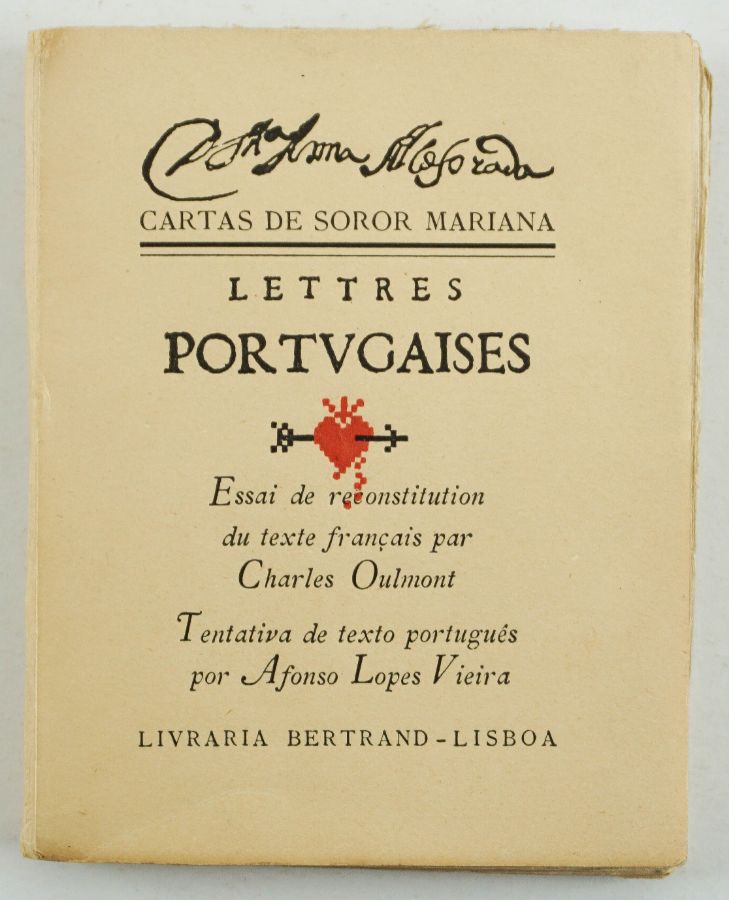 Alcoforada
CARTAS DE SOROR MARIANA
LETTRES
PORTVGAISES
Essai de reconstitution
du texte français par
Charles Oulmont
Tentativa de texto português
por Afonso Lopes Vieira
LIVRARIA BERTRAND - LISBOA